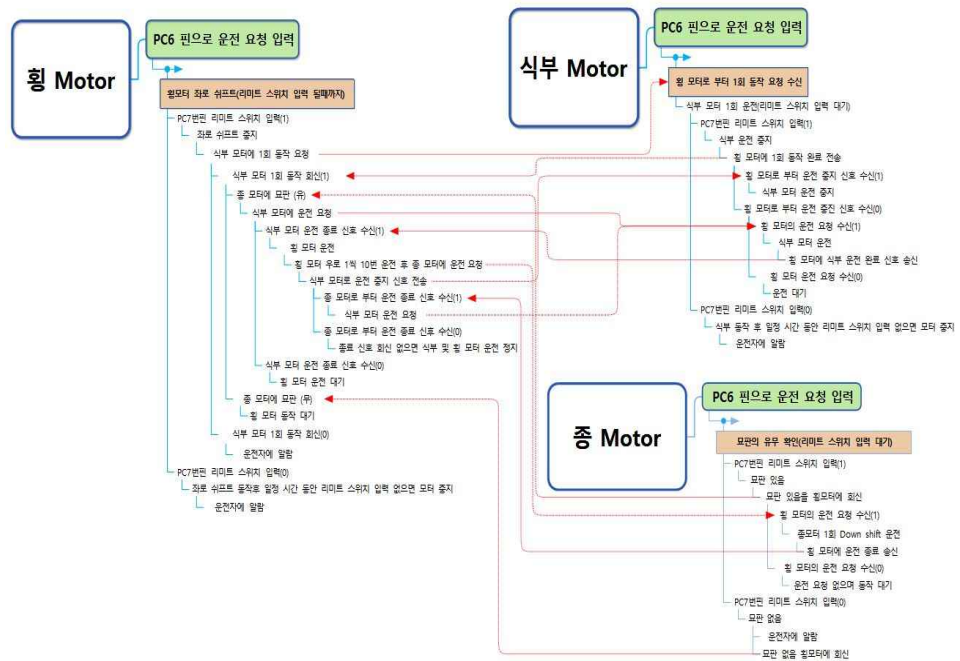 횡 Motor
PC6 핀으로 운전 요청 입력
횡모터 좌로 쉬프트(리미트 스위치 입력 될때까지)
PC7번핀 리미트 스위치 입력(1)
좌로 쉬프트 중지
식부 모터에 1회 동작 요청
식부 모터 1회 동작 회신(1)
종 모터에 묘판 (유)
식부 모터에 운전 요청
식부 모터 운전 종료 신호 수신(1)
횡 모터 운전
횡 모터 우로 1씩 10번 운전 후 종 모터에 운전 요청
식부 모터로 운전 중지 신호 전송
종 모터로 부터 운전 종료 신호 수신(1)
식부 모터 운전 요청
종 모터로 부터 운전 종료 신호 수신(0)
종료 신호 회신 없으면 식부 및 횡 모터 운전 정지
식부 모터 운전 종료 신호 수신(0)
횡 모터 운전 대기
종 모터에 묘판 (무)
횡 모터 동작 대기
식부 모터 1회 동작 회신(0)
운전자에 알람
PC7번핀 리미트 스위치 입력(0)
좌로 쉬프트 동작후 일정 시간 동안 리미트 스위치 입력 없으면 모터 중지
운전자에 알람
식부 Motor
PC6 핀으로 운전 요청 입력
횡 모터로 부터 1회 동작 요청 수신
식부 모터 1회 운전(리미트 스위치 입력 대기)
PC7번핀 리미트 스위치 입력(1)
식부 운전 중지
횡 모터에 1회 동작 완료 전송
횡 모터로 부터 운전 중지 신호 수신(1)
식부 모터 운전 중지
횡 모터로 부터 운전 중진 신호 수신(0)
횡 모터의 운전 요청 수신(1)
식부 모터 운전
횡 모터에 식부 운전 완료 신호 송신
횡 모터 운전 요청 수신(0)
운전 대기
PC7번핀 리미트 스위치 입력(0)
식부 동작 후 일정 시간 동안 리미트 스위치 입력 없으면 모터 중지
운전자에 알람
종 Motor
PC6 핀으로 운전 요청 입력
묘판의 유무 확인(리미트 스위치 입력 대기)
PC7번핀 리미트 스위치 입력(1)
묘판 있음
묘판 있음을 횡모터에 회신
횡 모터의 운전 요청 수신(1)
종모터 1회 Down shift 운전
횡 모터에 운전 종료 송신
횡 모터의 운전 요청 수신(0)
운전 요청 없으며 동작 대기
PC7번핀 리미트 스위치 입력(0)
묘판 없음
운전자에 알람
묘판 없음 횡모터에 회신